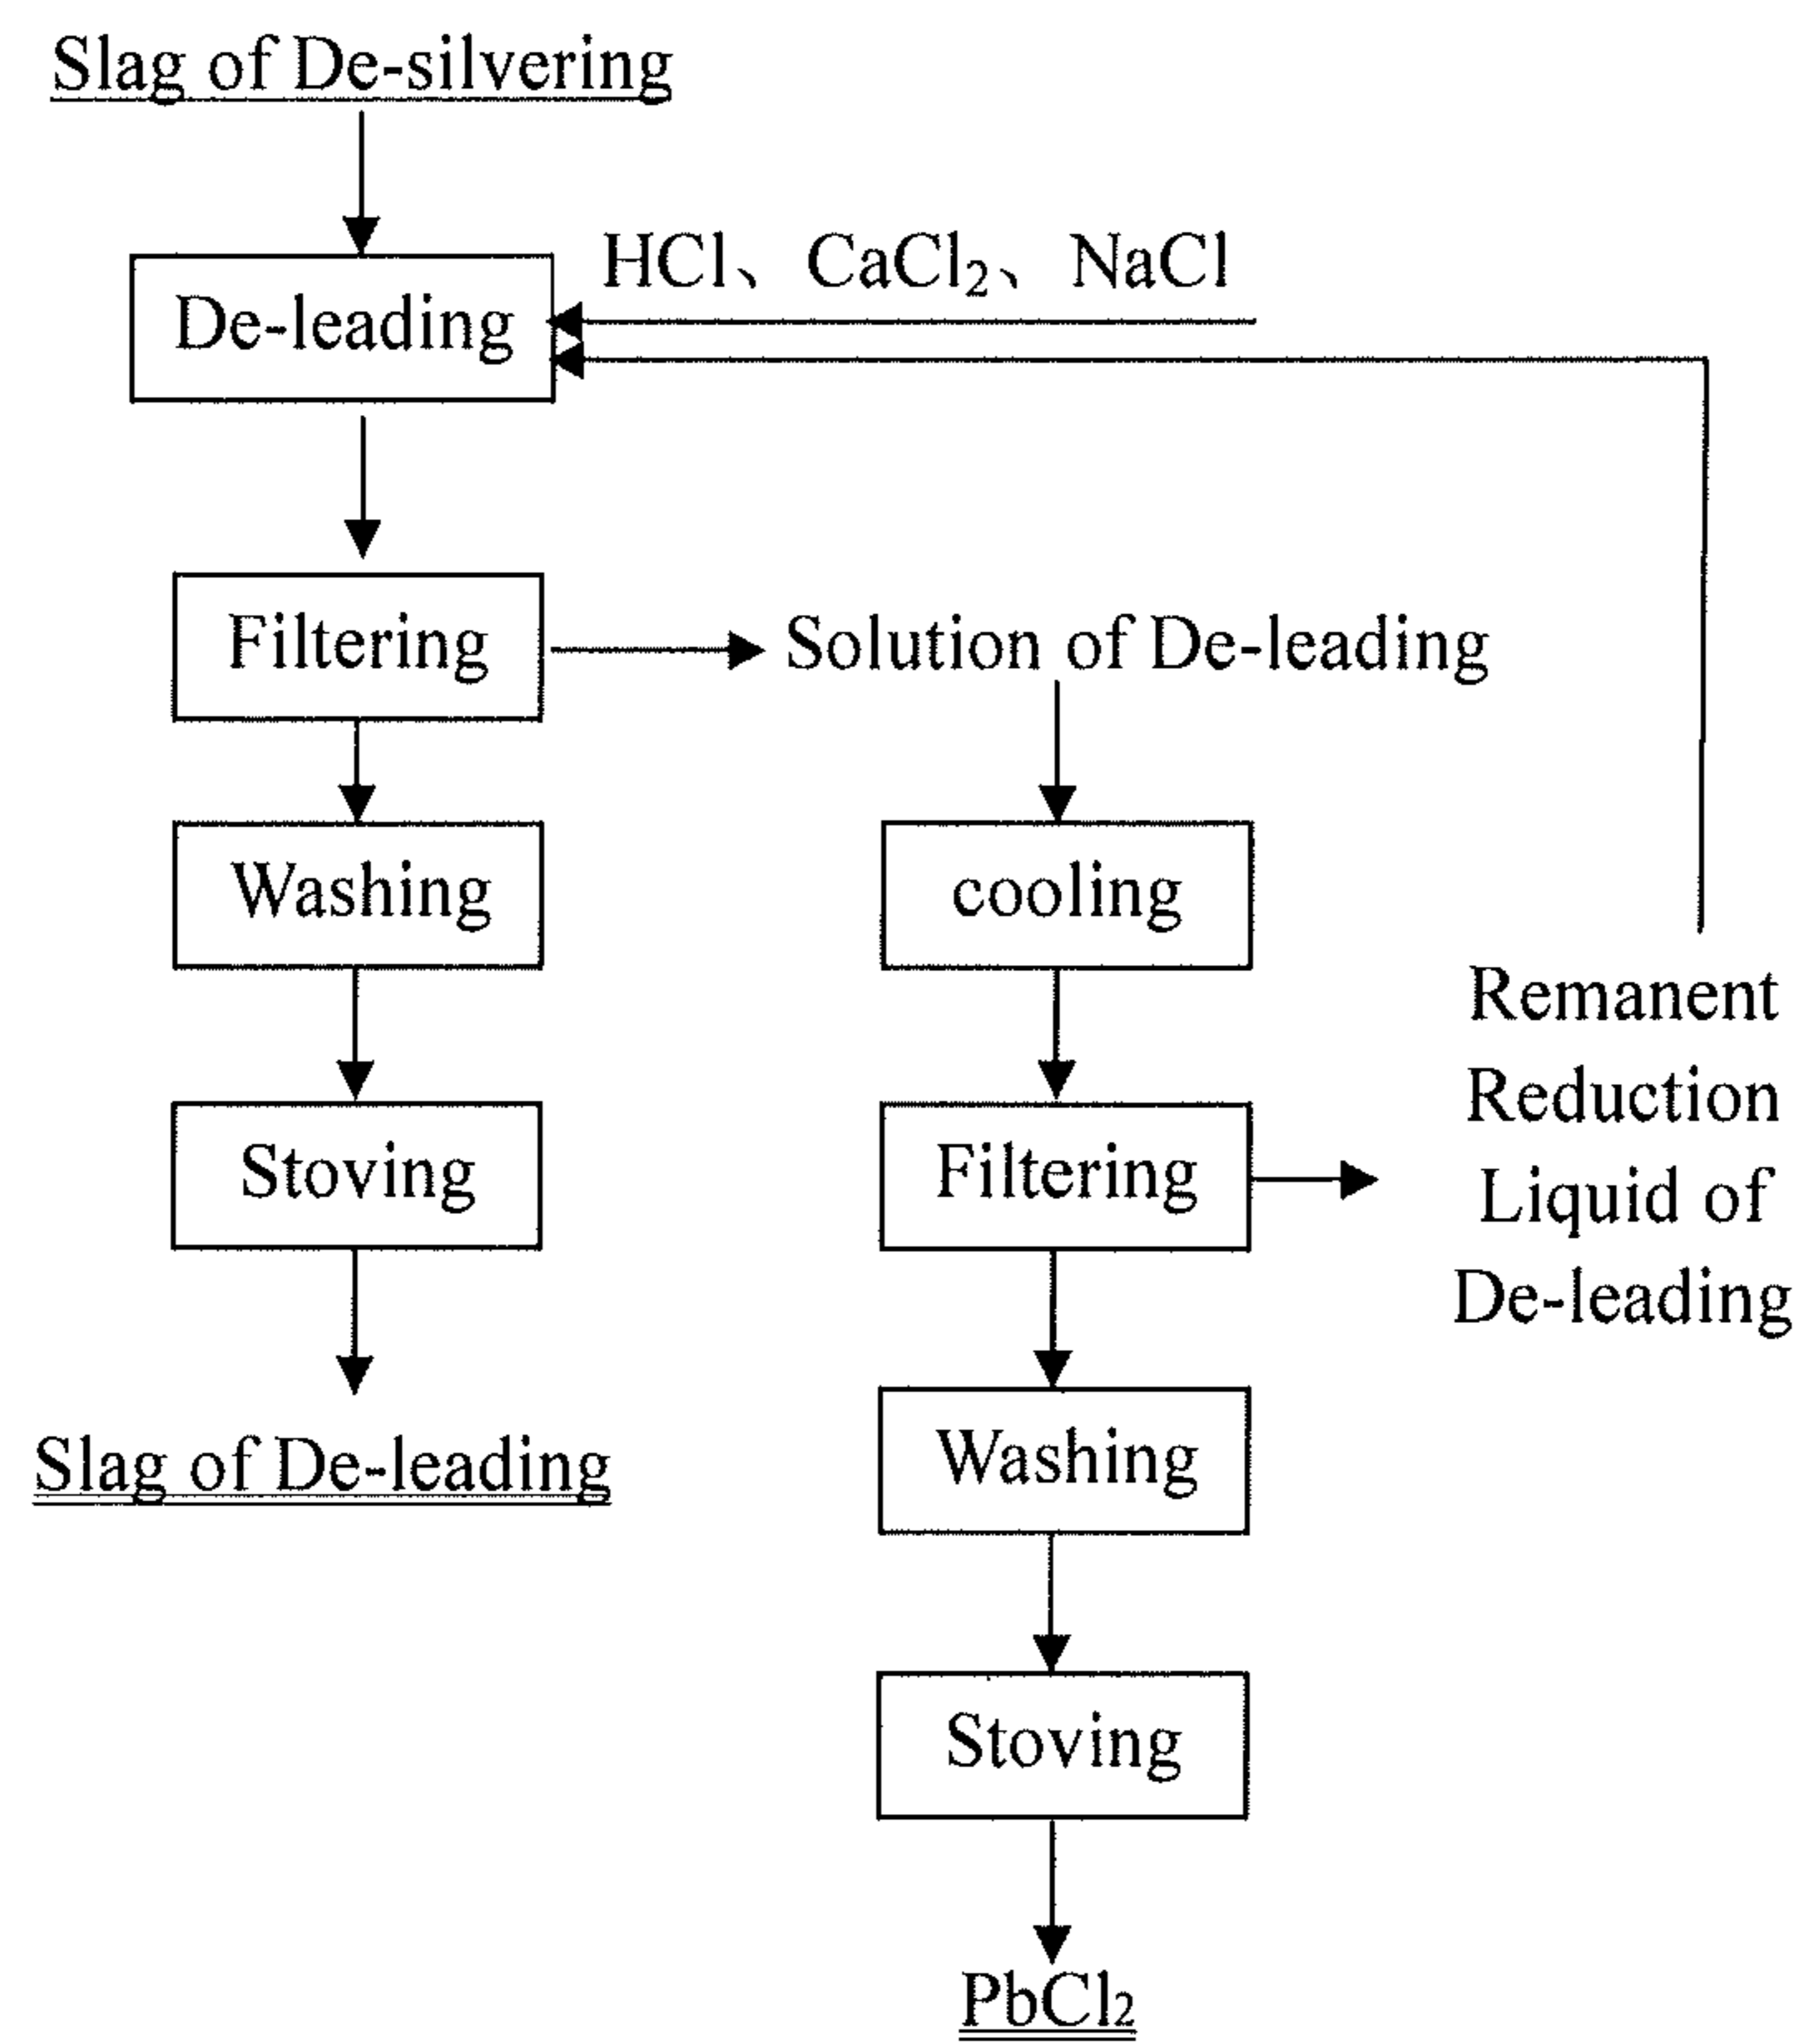 Slag of De-silvering
HCl、CaCl₂、NaCl
De-leading
Filtering
Solution of De-leading
Washing
cooling
Remanent
Reduction
Liquid of
De-leading
Stoving
Filtering
Slag of De-leading
Washing
Stoving
PbCl₂